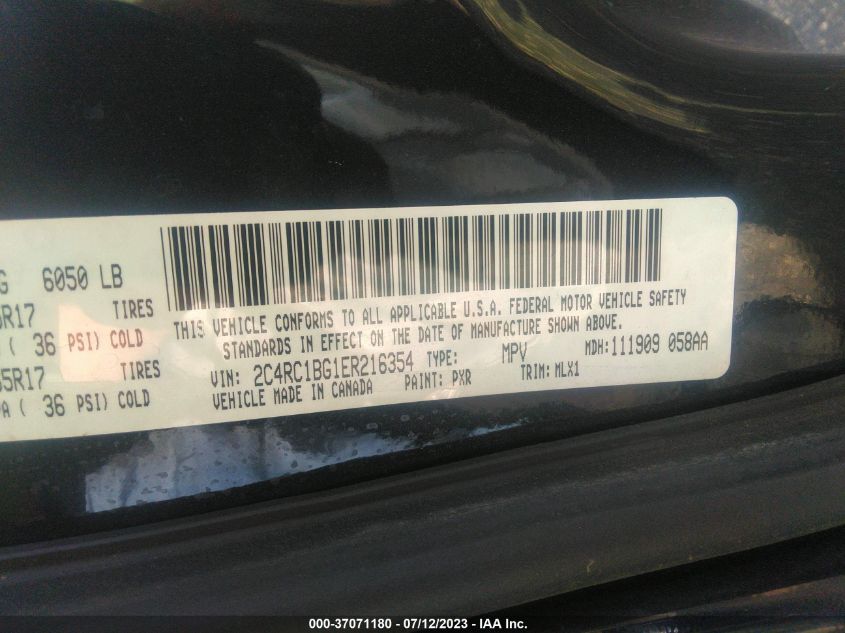 G 6050 LB
5R17 TIRES
( 36 PSI) COLD
65R17 TIRES
PA ( 36 PSI) COLD
THIS VEHICLE CONFORMS TO ALL APPLICABLE U.S.A. FEDERAL MOTOR VEHICLE SAFETY
STANDARDS IN EFFECT ON THE DATE OF MANUFACTURE SHOWN ABOVE.
VIN: 2C4RC1BG1ER216354 TYPE: MPV MDH: 111909 058AA
VEHICLE MADE IN CANADA PAINT: PXR TRIM: MLX1
000-37071180 - 07/12/2023 - IAA Inc.